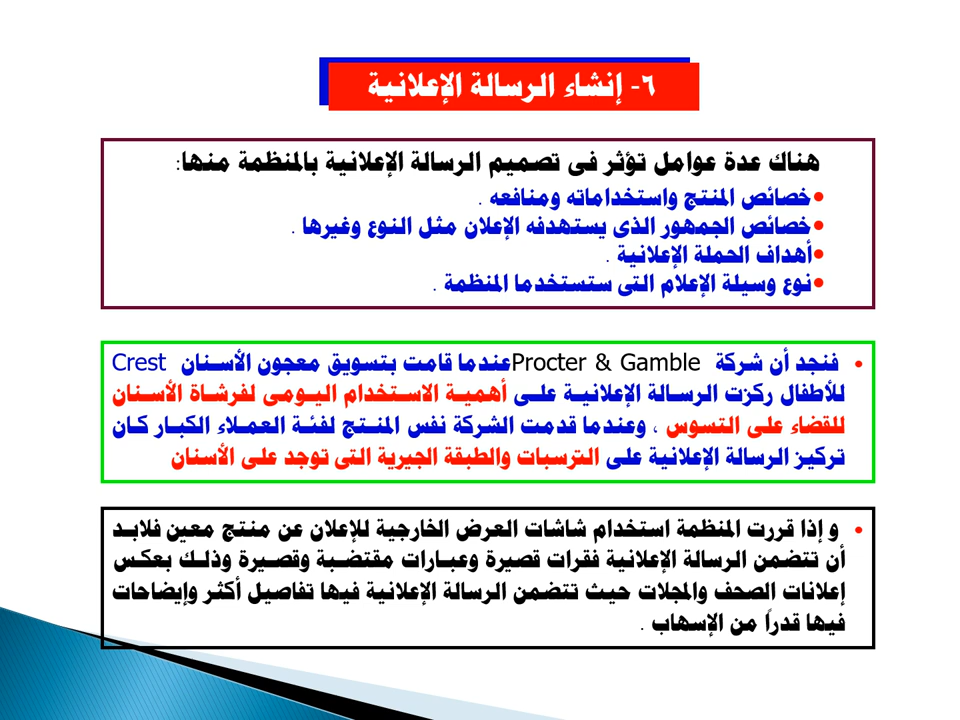 ٦- إنشاء الرسالة الإعلانية
هناك عدة عوامل تؤثر فى تصميم الرسالة الإعلانية بالمنظمة منها:
•خصائص المنتج واستخداماته ومنافعه .
•خصائص الجمهور الذى يستهدفه الإعلان مثل النوع وغيرها .
•أهداف الحملة الإعلانية .
•نوع وسيلة الإعلام التى ستستخدما المنظمة .
• فنجد أن شركة Procter & Gamble عندما قامت بتسويق معجون الأسنان Crest
للأطفال ركزت الرسالة الإعلانية على أهمية الاستخدام اليومى لفرشاة الأسنان
للقضاء على التسوس ، وعندما قدمت الشركة نفس المنتج لفئة العملاء الكبار كان
تركيز الرسالة الإعلانية على الترسبات والطبقة الجيرية التى توجد على الأسنان
• و إذا قررت المنظمة استخدام شاشات العرض الخارجية للإعلان عن منتج معين فلابد
أن تتضمن الرسالة الإعلانية فقرات قصيرة وعبارات مقتضبة وقصيرة وذلك بعكس
إعلانات الصحف والمجلات حيث تتضمن الرسالة الإعلانية فيها تفاصيل أكثر وإيضاحات
فيها قدراً من الإسهاب .